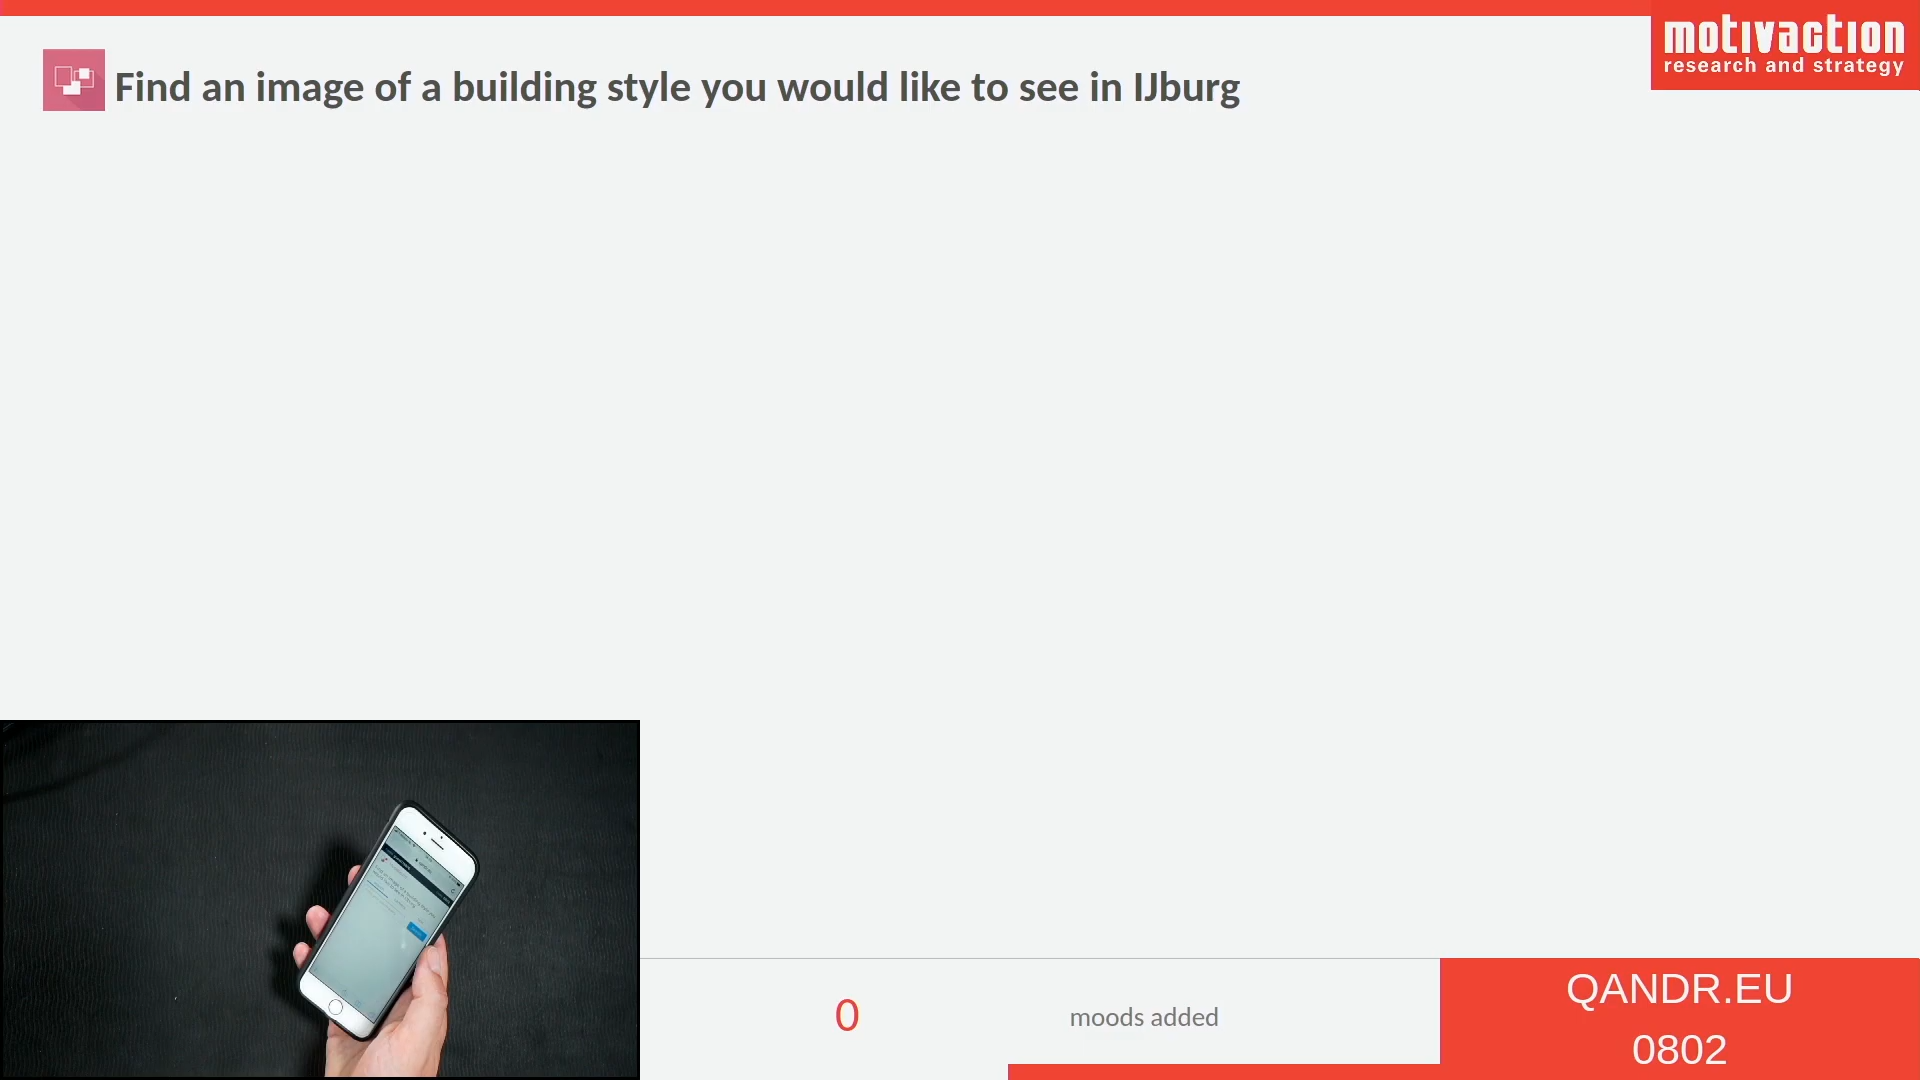 motivaction
research and strategy
Find an image of a building style you would like to see in IJburg
0
moods added
QANDR.EU
0802